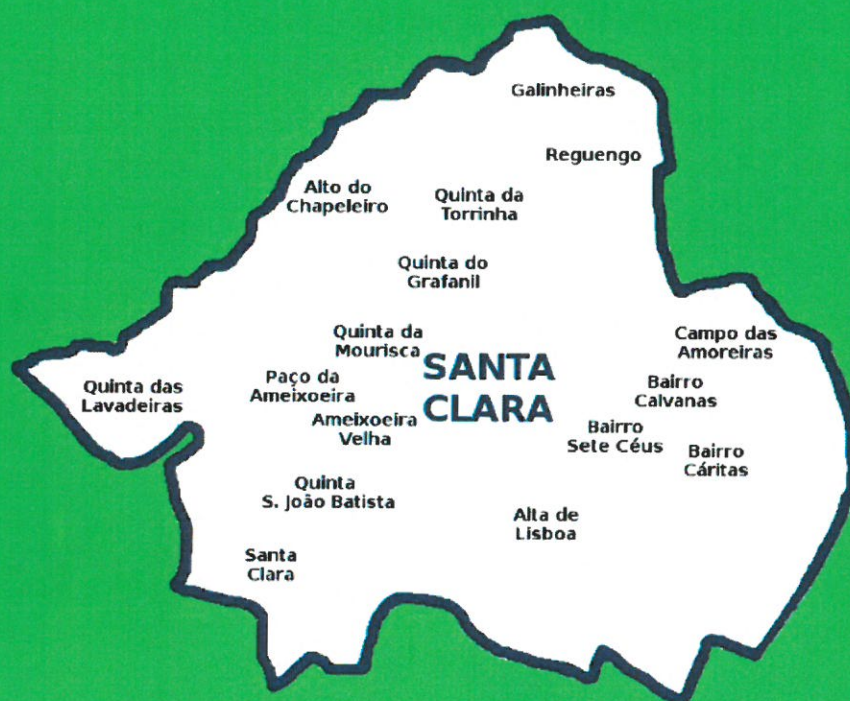 Galinheiras
Reguengo
Alto do
Chapeleiro
Quinta da
Torrinha
Quinta do
Grafanil
Quinta da
Mourisca
Campo das
Amoreiras
SANTA
CLARA
Quinta das
Lavadeiras
Paço da
Ameixoeira
Bairro
Calvanas
Ameixoeira
Velha
Bairro
Sete Céus
Bairro
Cáritas
Quinta
S. João Batista
Alta de
Lisboa
Santa
Clara